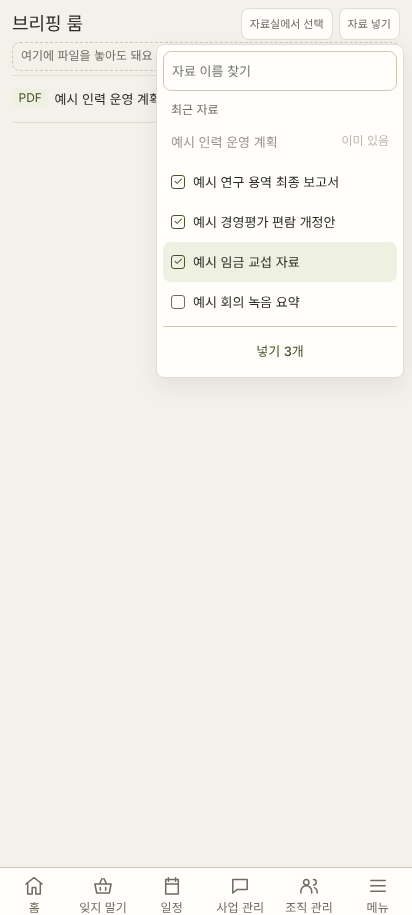 브리핑 룸
자료실에서 선택
자료 넣기
여기에 파일을 놓아도 돼요
PDF 예시 인력 운영 계획
자료 이름 찾기
최근 자료
예시 인력 운영 계획 이미 있음
예시 연구 용역 최종 보고서
예시 경영평가 편람 개정안
예시 임금 교섭 자료
예시 회의 녹음 요약
넣기 3개
홈 잊지 말기 일정 사업 관리 조직 관리 메뉴